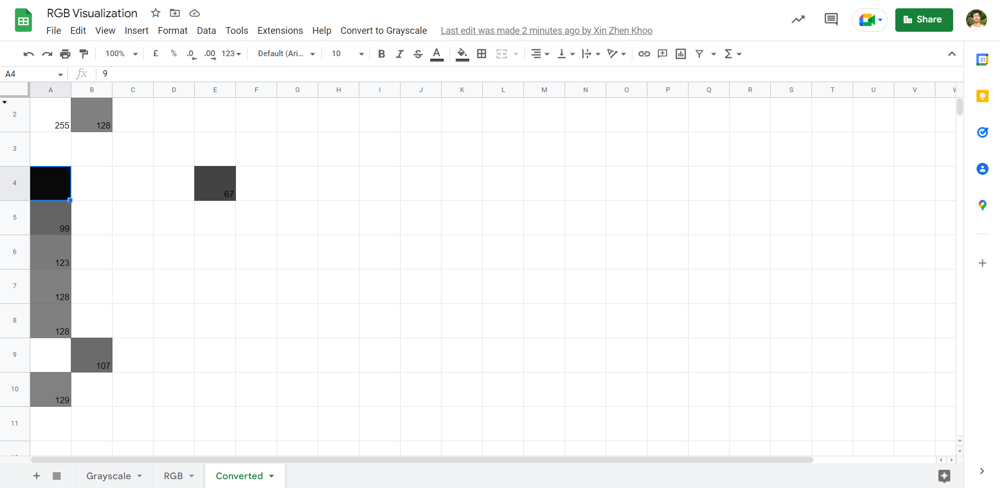 RGB Visualization
File Edit View Insert Format Data Tools Extensions Help Convert to Grayscale Last edit was made 2 minutes ago by Xin Zhen Khoo
Share
100% £ % .0 .00 123 Default (Ari... 10 B I S A
31
A4 fx 9
A B C D E F G H I J K L M N O P Q R S T U V
2 255 128
3
4 67
5 99
6 123
7 128
8 128
9 107
10 129
11
Grayscale RGB Converted